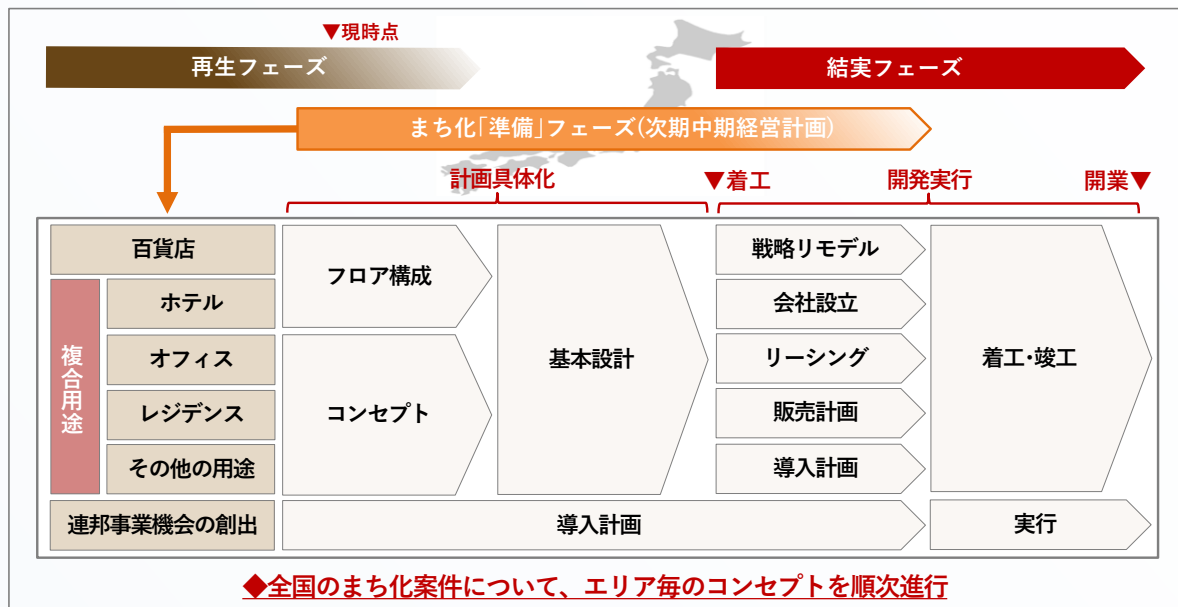 ▼現時点
再生フェーズ
結実フェーズ
まち化「準備」フェーズ(次期中期経営計画)
計画具体化
▼着工
開発実行
開業▼
百貨店
複合用途
ホテル
オフィス
レジデンス
その他の用途
連邦事業機会の創出
フロア構成
コンセプト
基本設計
戦略リモデル
会社設立
リーシング
販売計画
導入計画
着工・竣工
導入計画
実行
◆全国のまち化案件について、エリア毎のコンセプトを順次進行